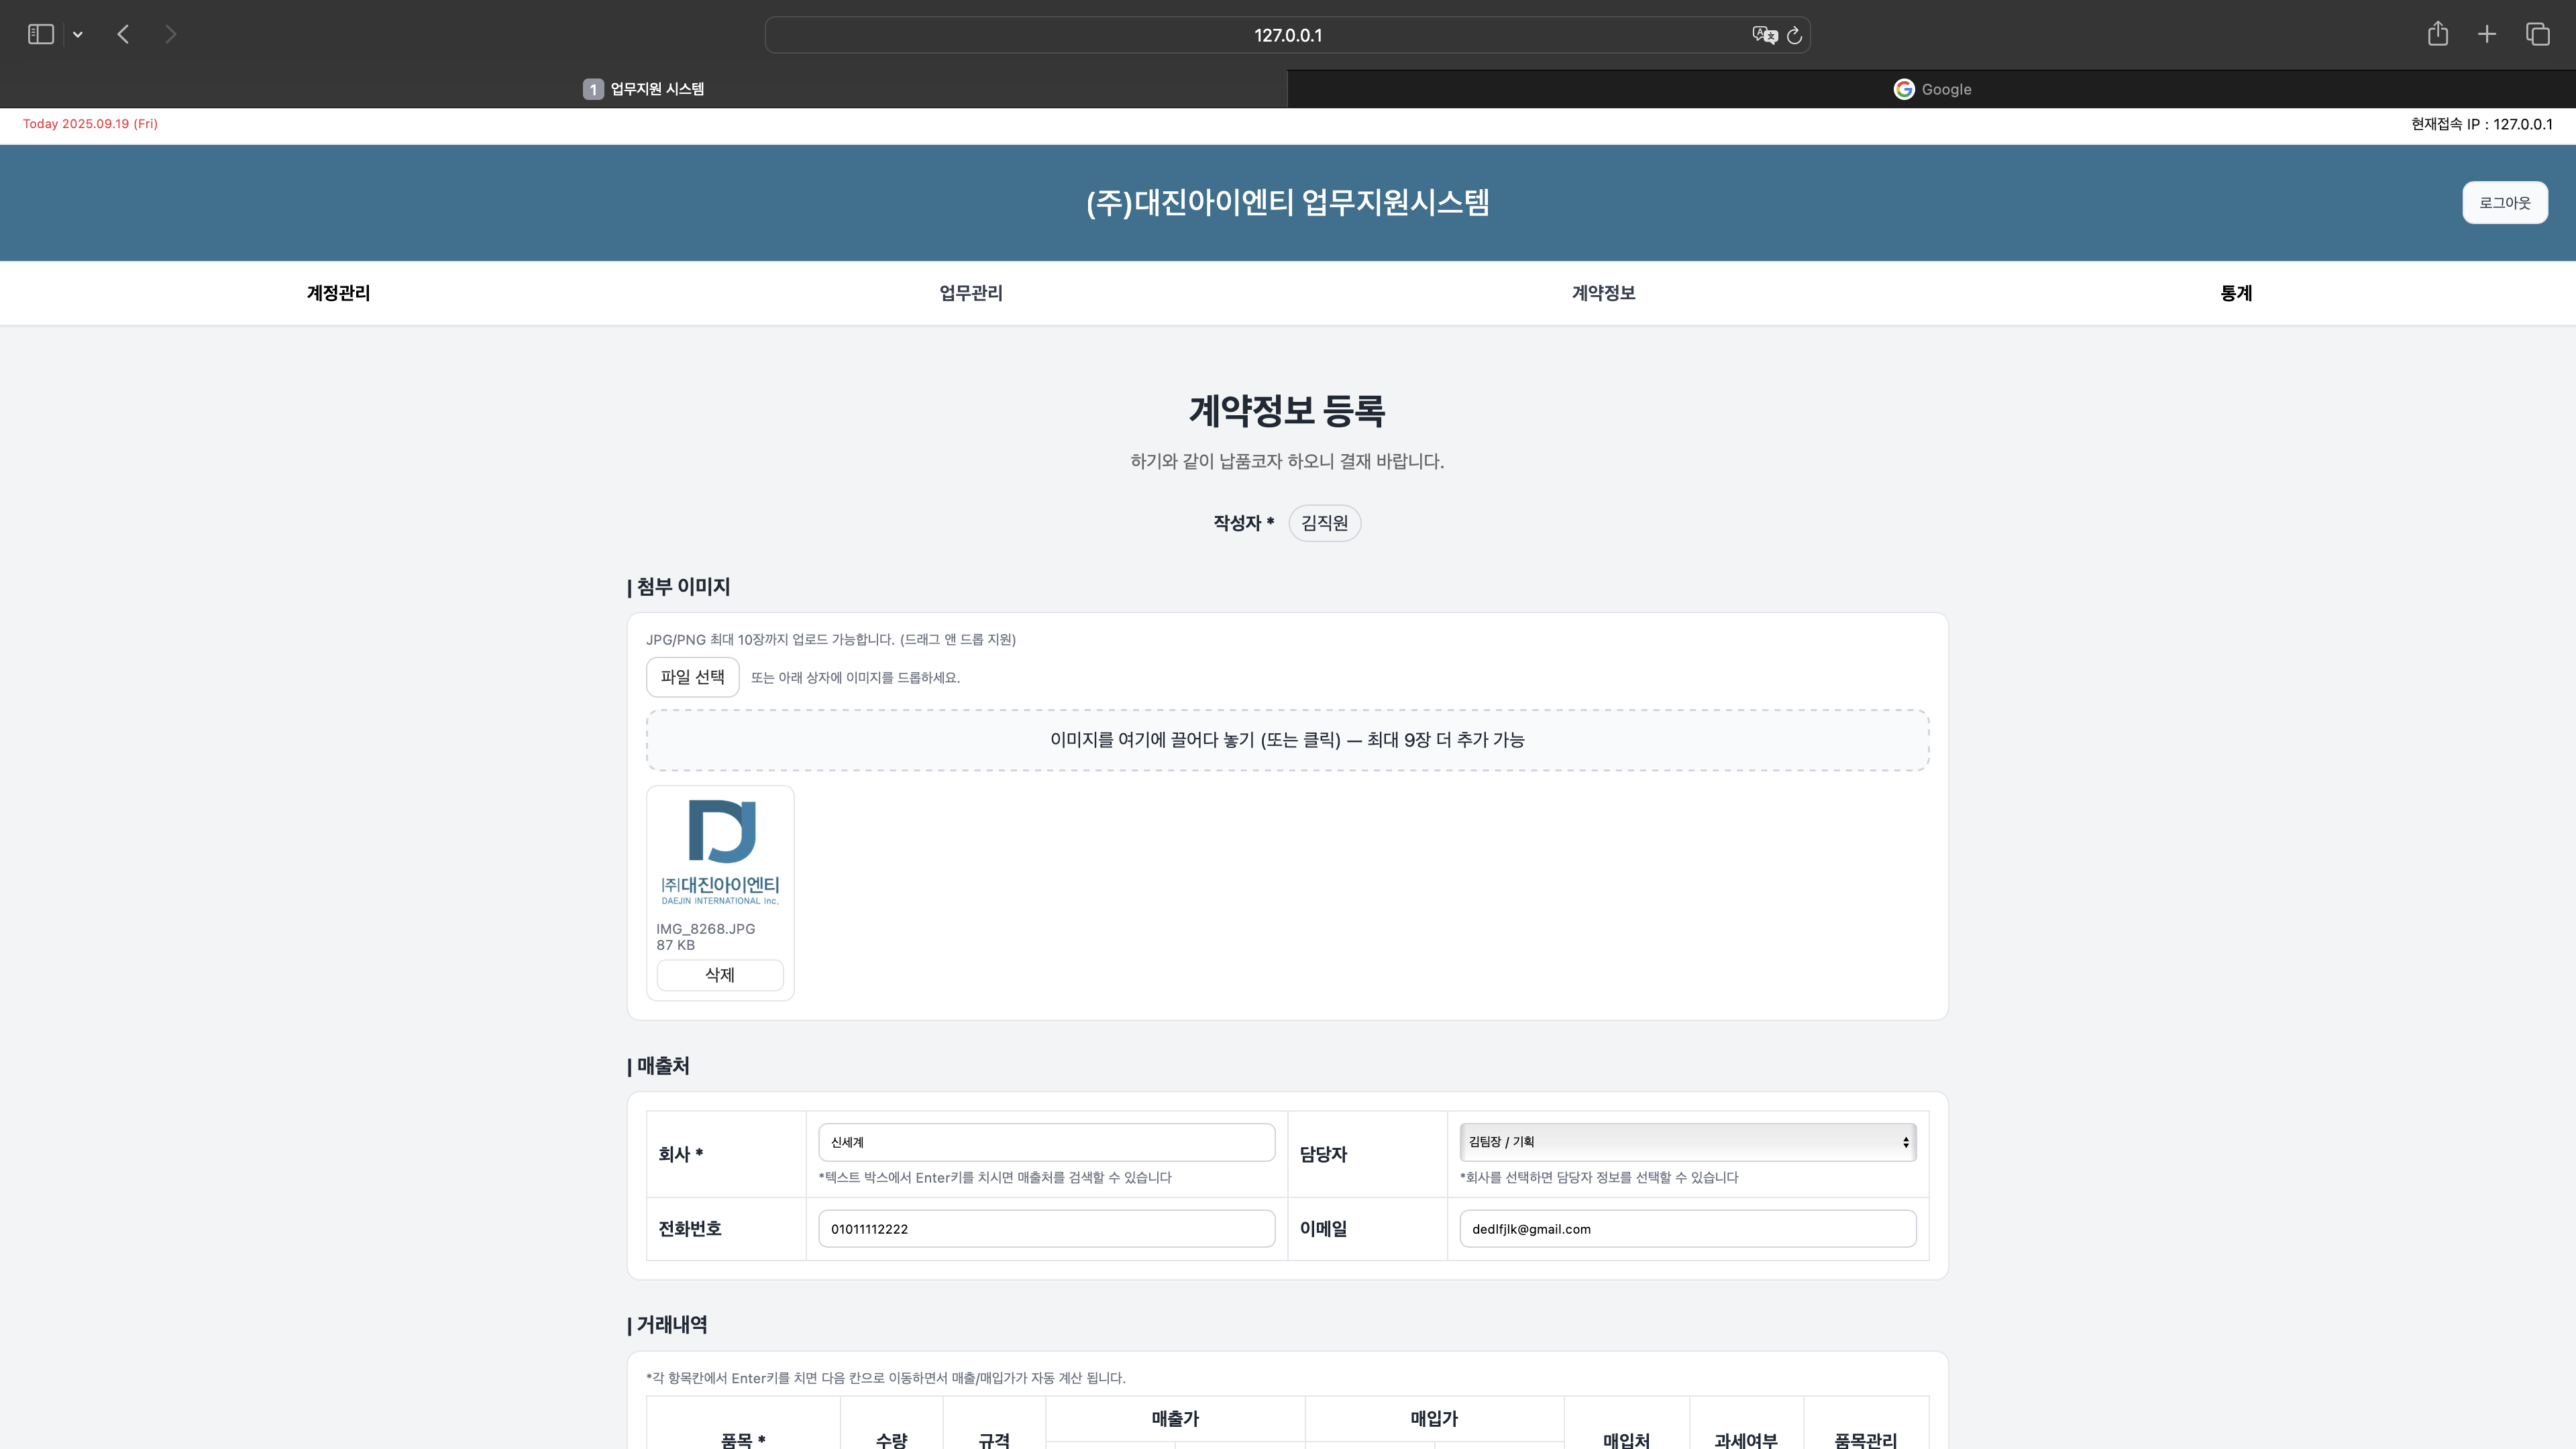 127.0.0.1
1 업무지원 시스템
Google
Today 2025.09.19 (Fri)
현재접속 IP : 127.0.0.1
(주)대진아이엔티 업무지원시스템
로그아웃
계정관리
업무관리
계약정보
통계
계약정보 등록
하기와 같이 납품코자 하오니 결재 바랍니다.
작성자 * 김직원
| 첨부 이미지
JPG/PNG 최대 10장까지 업로드 가능합니다. (드래그 앤 드롭 지원)
파일 선택 또는 아래 상자에 이미지를 드롭하세요.
이미지를 여기에 끌어다 놓기 (또는 클릭) — 최대 9장 더 추가 가능
|주|대진아이엔티
DAEJIN INTERNATIONAL Inc.
IMG_8268.JPG
87 KB
삭제
| 매출처
회사 *
신세계
*텍스트 박스에서 Enter키를 치시면 매출처를 검색할 수 있습니다
담당자
김팀장 / 기획
*회사를 선택하면 담당자 정보를 선택할 수 있습니다
전화번호
01011112222
이메일
dedlfjlk@gmail.com
| 거래내역
*각 항목칸에서 Enter키를 치면 다음 칸으로 이동하면서 매출/매입가가 자동 계산 됩니다.
매출가
매입가
품목 *
수량
규격
매입처
과세여부
품목관리